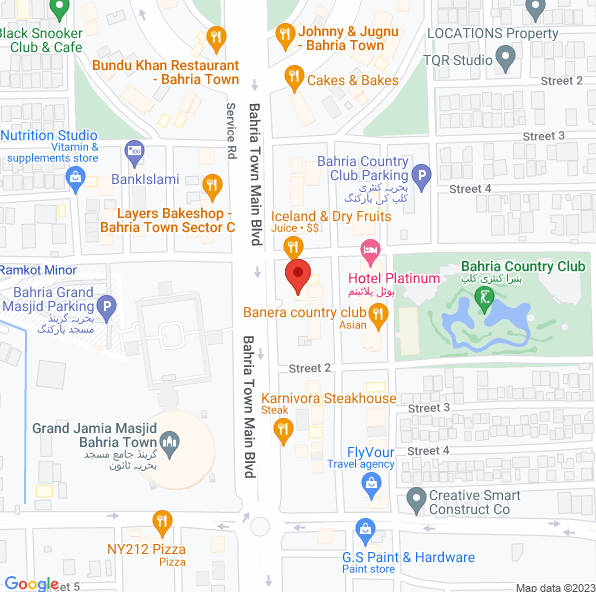 Black Snooker
Club & Cafe
Johnny & Jugnu
- Bahria Town
LOCATIONS Property
TQR Studio
Bundu Khan Restaurant
- Bahria Town
Cakes & Bakes
Street 2
Service Rd
Bahria Town Main Blvd
Street 3
Nutrition Studio
Vitamin &
supplements store
BankIslami
Bahria Country
Club Parking
بحریہ کنٹری
کلب کی پارکنگ
Street 4
Layers Bakeshop -
Bahria Town Sector C
Iceland & Dry Fruits
Juice • $$
Ramkot Minor
Hotel Platinum
ہوٹل پلاٹینم
Bahria Country Club
Bahria Grand
Masjid Parking
بحریہ گرینڈ
مسجد پارکنگ
Banera country club
Asian
Bahria Town Main Blvd
Street 2
Karnivora Steakhouse
Steak
Street 3
Grand Jamia Masjid
Bahria Town
گرینڈ جامع مسجد
بحریہ ٹاؤن
FlyVour
Travel agency
Street 4
Creative Smart
Construct Co
NY212 Pizza
Pizza
G.S Paint & Hardware
Paint store
Google
Street 5
Map data ©2023